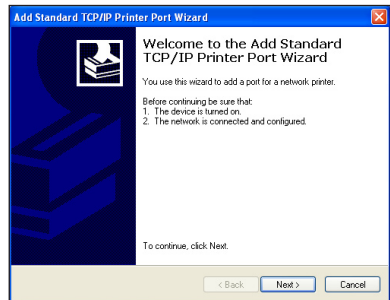 Add Standard TCP/IP Printer Port Wizard
Welcome to the Add Standard
TCP/IP Printer Port Wizard
You use this wizard to add a port for a network printer.
Before continuing be sure that:
1. The device is turned on.
2. The network is connected and configured.
To continue, click Next.
< Back Next > Cancel